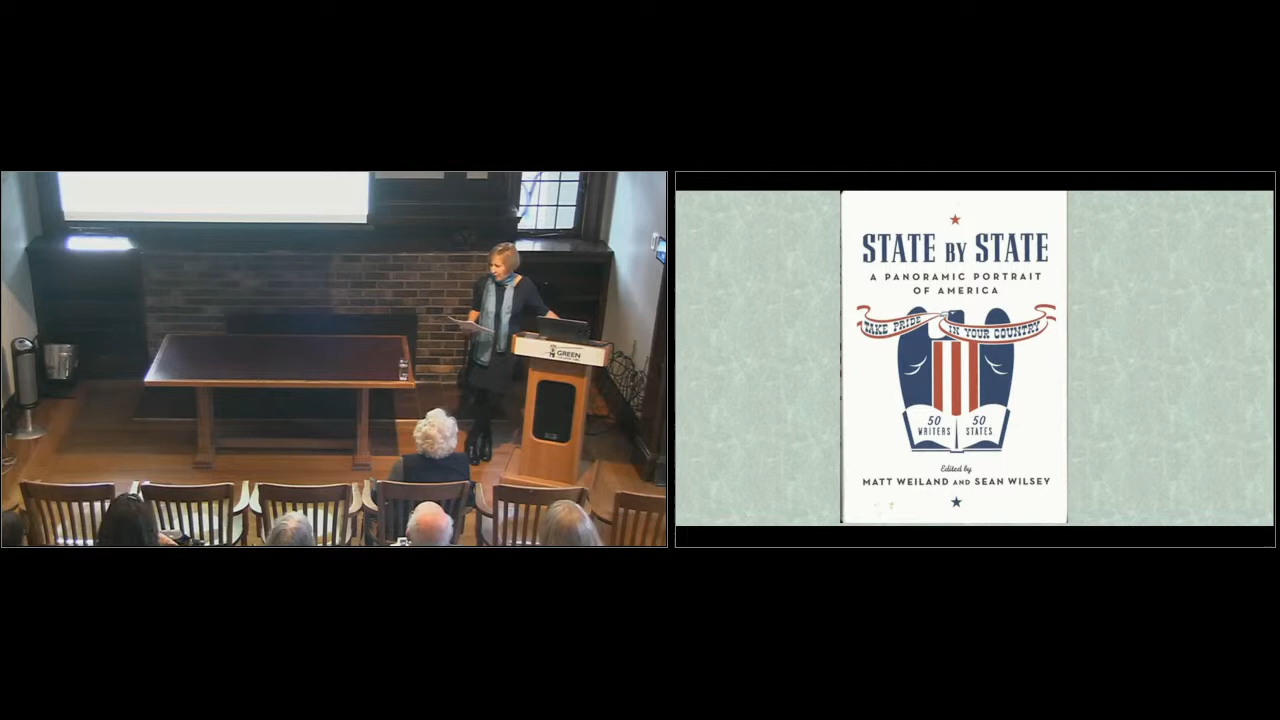 GREEN
STATE BY STATE
A PANORAMIC PORTRAIT
OF AMERICA
TAKE PRIDE IN YOUR COUNTRY
50 WRITERS
50 STATES
Edited by
MATT WEILAND AND SEAN WILSEY